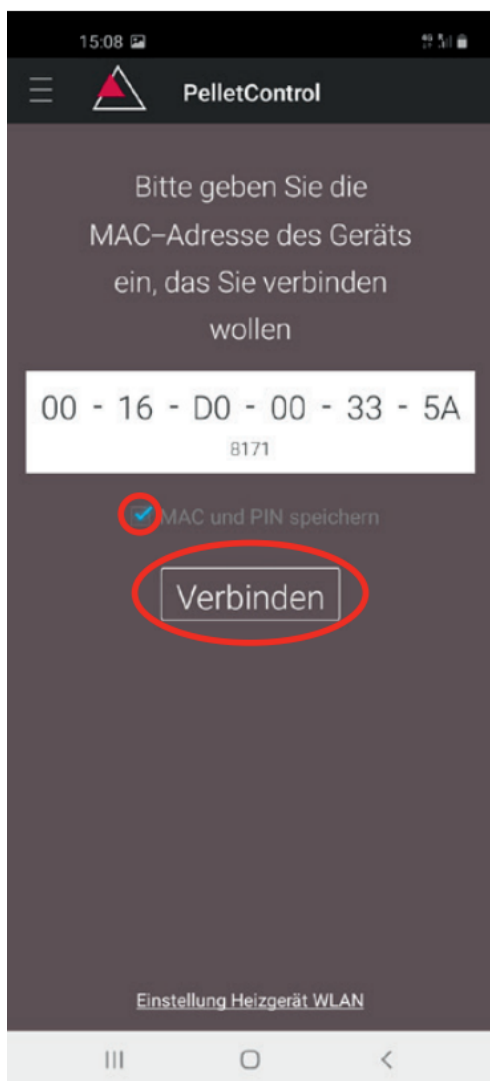 15:08
PelletControl
Bitte geben Sie die
MAC-Adresse des Geräts
ein, das Sie verbinden
wollen
00 - 16 - D0 - 00 - 33 - 5A
8171
MAC und PIN speichern
Verbinden
Einstellung Heizgerät WLAN